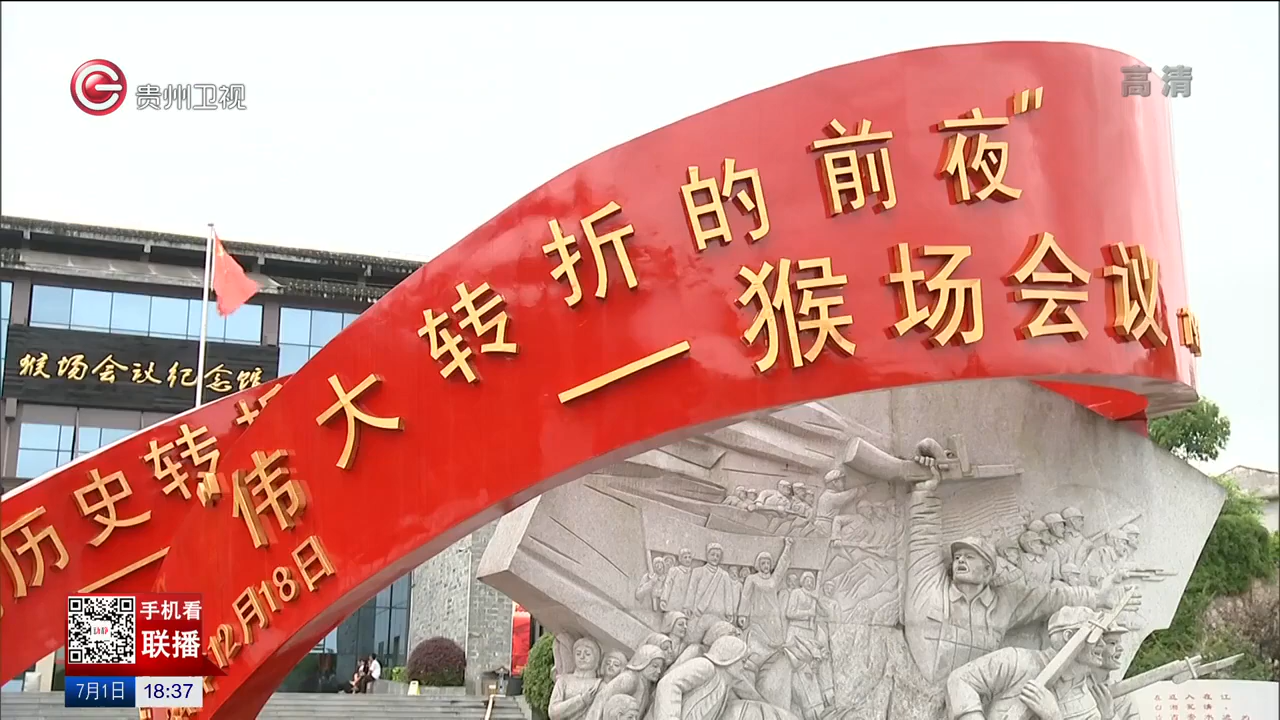 贵州卫视
高清
伟大转折的前夜”
—猴场会议
猴场会议纪念馆
历史转
—
12月18日
手机看
联播
7月1日
18:37